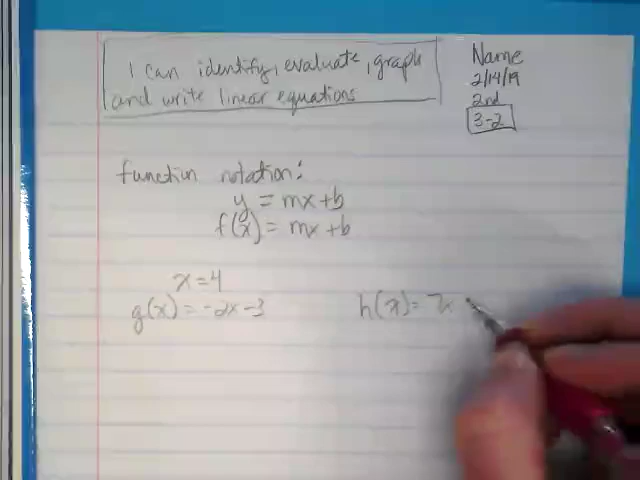 I can identify, evaluate, graph
and write linear equations
Name
2/14/19
2nd
3-2
function notation:
y = mx+b
f(x) = mx+b
x=4
g(x) = -2x-3
h(x) = 7x